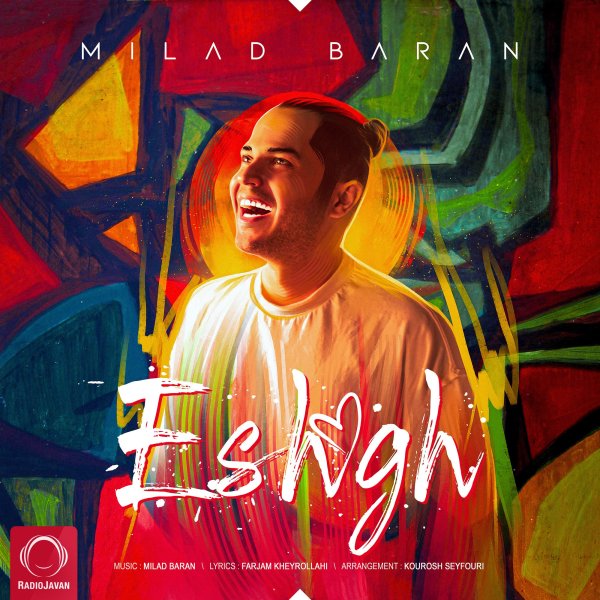 MILAD BARAN
Eshgh
MUSIC : MILAD BARAN \ LYRICS : FARJAM KHEYROLLAHI \ ARRANGEMENT : KOUROSH SEYFOURI
RADIOJAVAN